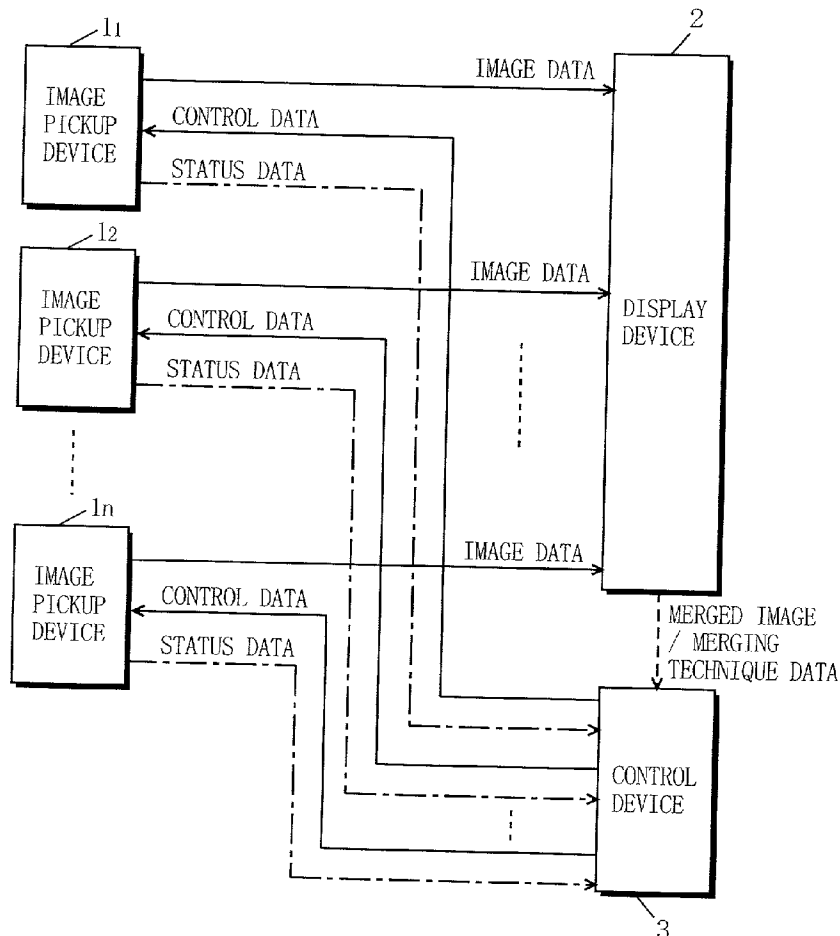 11
2
IMAGE
PICKUP
DEVICE
IMAGE DATA
CONTROL DATA
STATUS DATA
12
IMAGE
PICKUP
DEVICE
IMAGE DATA
CONTROL DATA
STATUS DATA
DISPLAY
DEVICE
1n
IMAGE
PICKUP
DEVICE
IMAGE DATA
CONTROL DATA
STATUS DATA
MERGED IMAGE
/ MERGING
TECHNIQUE DATA
CONTROL
DEVICE
3